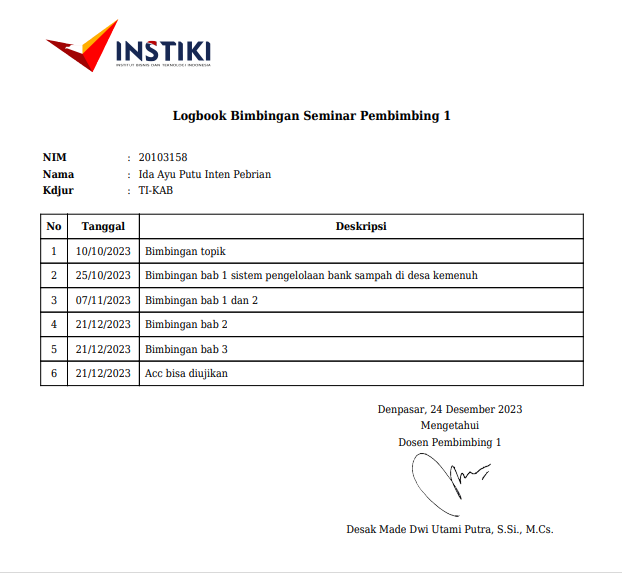 INSTIKI
INSTITUT BISNIS DAN TEKNOLOGI INDONESIA
Logbook Bimbingan Seminar Pembimbing 1
NIM : 20103158
Nama : Ida Ayu Putu Inten Pebrian
Kdjur : TI-KAB
No Tanggal Deskripsi
1 10/10/2023 Bimbingan topik
2 25/10/2023 Bimbingan bab 1 sistem pengelolaan bank sampah di desa kemenuh
3 07/11/2023 Bimbingan bab 1 dan 2
4 21/12/2023 Bimbingan bab 2
5 21/12/2023 Bimbingan bab 3
6 21/12/2023 Acc bisa diujikan
Denpasar, 24 Desember 2023
Mengetahui
Dosen Pembimbing 1
Desak Made Dwi Utami Putra, S.Si., M.Cs.